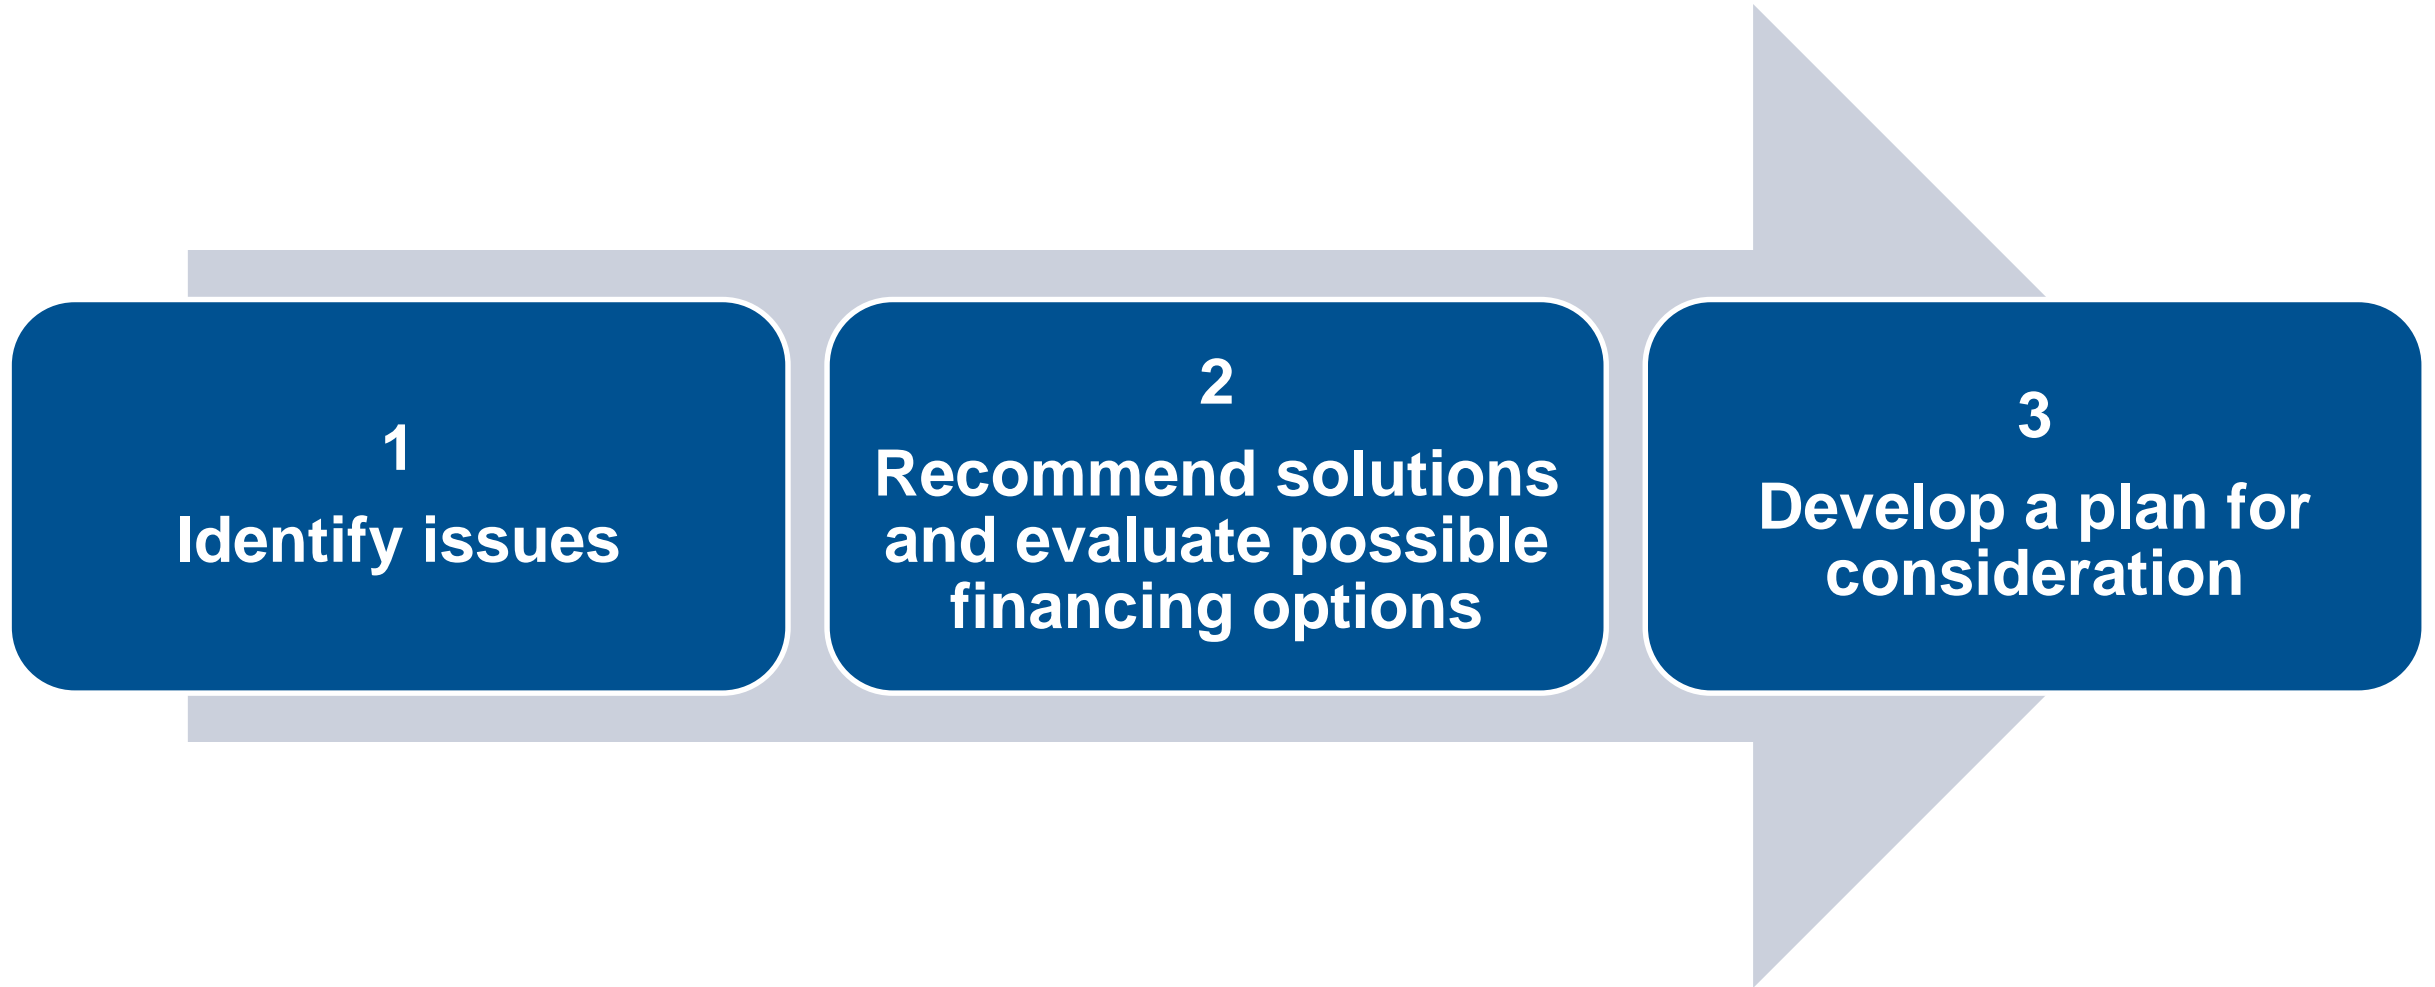 1
Identify issues
2
Recommend solutions
and evaluate possible
financing options
3
Develop a plan for
consideration